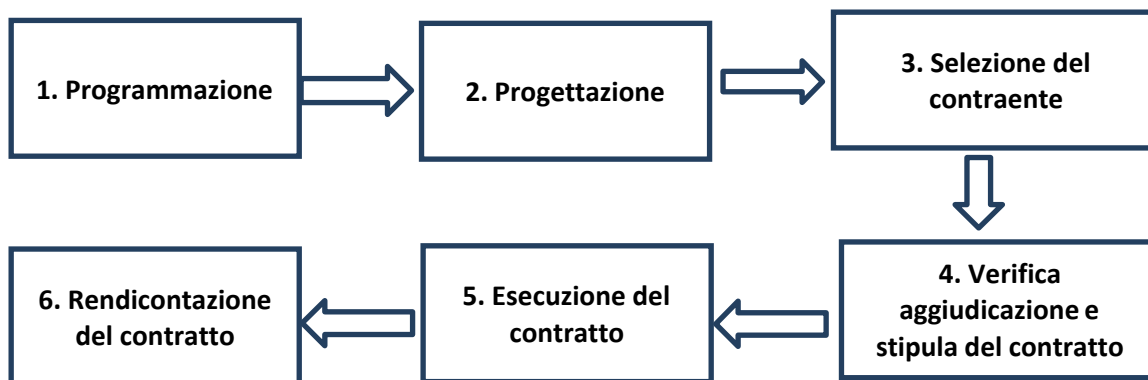 1. Programmazione
2. Progettazione
3. Selezione del
contraente
4. Verifica
aggiudicazione e
stipula del contratto
5. Esecuzione del
contratto
6. Rendicontazione
del contratto